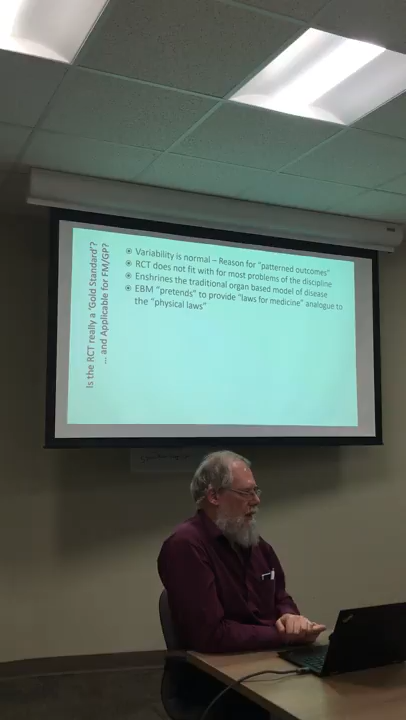 Is the RCT really a 'Gold Standard'?
... and Applicable for FM/GP?
Variability is normal – Reason for "patterned outcomes"
RCT does not fit with for most problems of the discipline
Enshrines the traditional organ based model of disease
EBM "pretends" to provide "laws for medicine" analogue to
the "physical laws"